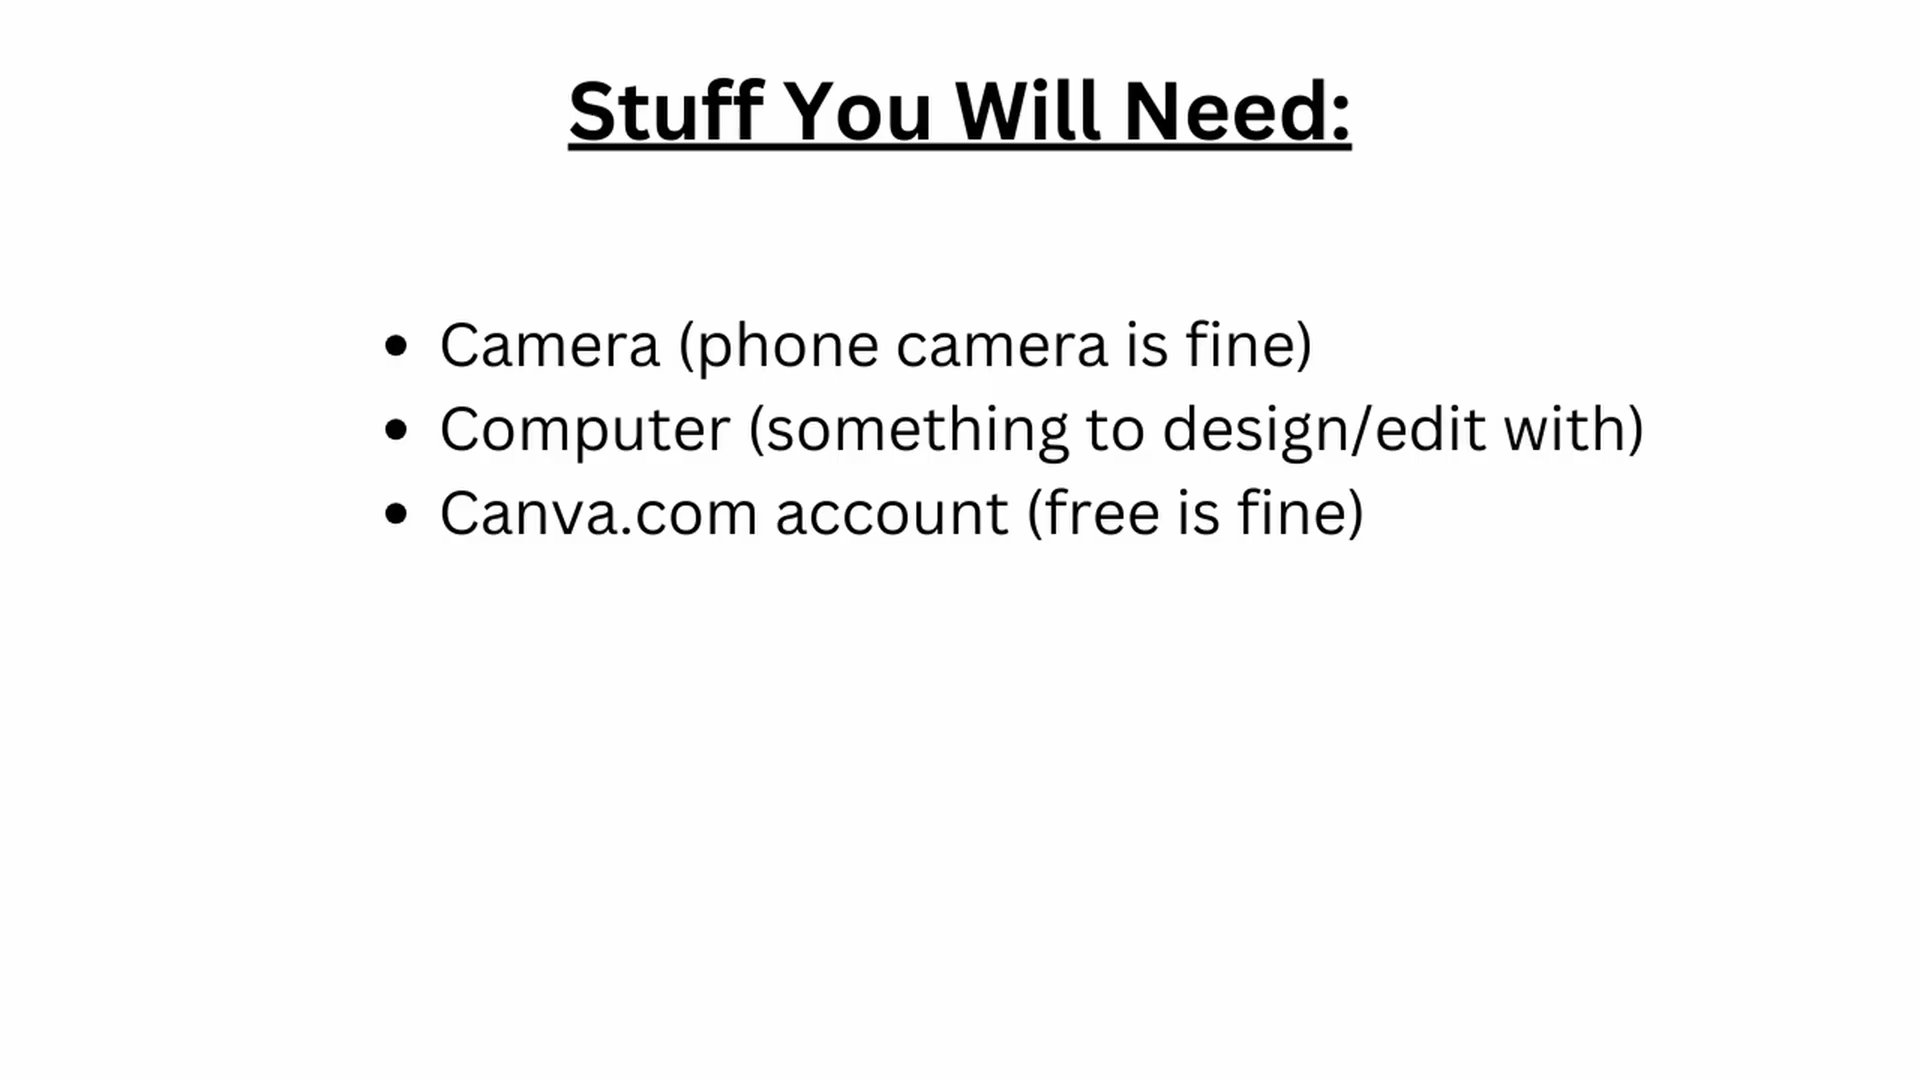 Stuff You Will Need:
• Camera (phone camera is fine)
• Computer (something to design/edit with)
• Canva.com account (free is fine)